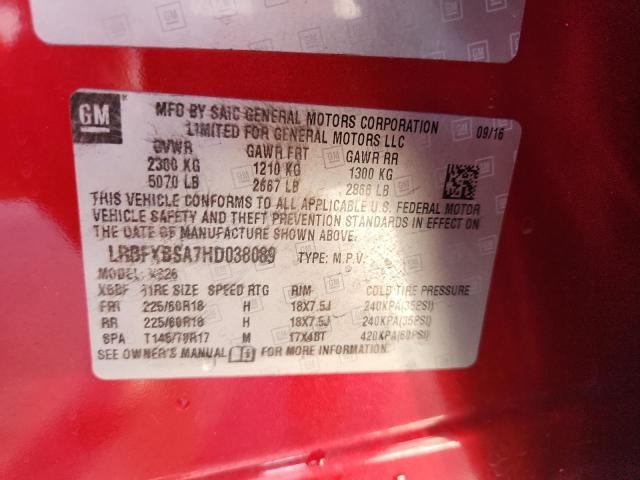 GM
MFG BY SAIC GENERAL MOTORS CORPORATION
LIMITED FOR GENERAL MOTORS LLC
09/16
GVWR GAWR FRT GAWR RR
2300 KG 1210 KG 1300 KG
5070 LB 2667 LB 2866 LB
THIS VEHICLE CONFORMS TO ALL APPLICABLE U.S. FEDERAL MOTOR
VEHICLE SAFETY AND THEFT PREVENTION STANDARDS IN EFFECT ON
THE DATE OF MANUFACTURE SHOWN ABOVE.
LRBFXBSA7HD038089 TYPE: M.P.V.
MODEL:
XBBF TIRE SIZE SPEED RTG RIM COLD TIRE PRESSURE
FRT 225/60R18 H 18X7.5J 240KPA(35PSI)
RR 225/60R18 H 18X7.5J 240KPA(35PSI)
SPA T145/70R17 M 17X4BT 420KPA(60PSI)
SEE OWNER'S MANUAL FOR MORE INFORMATION.